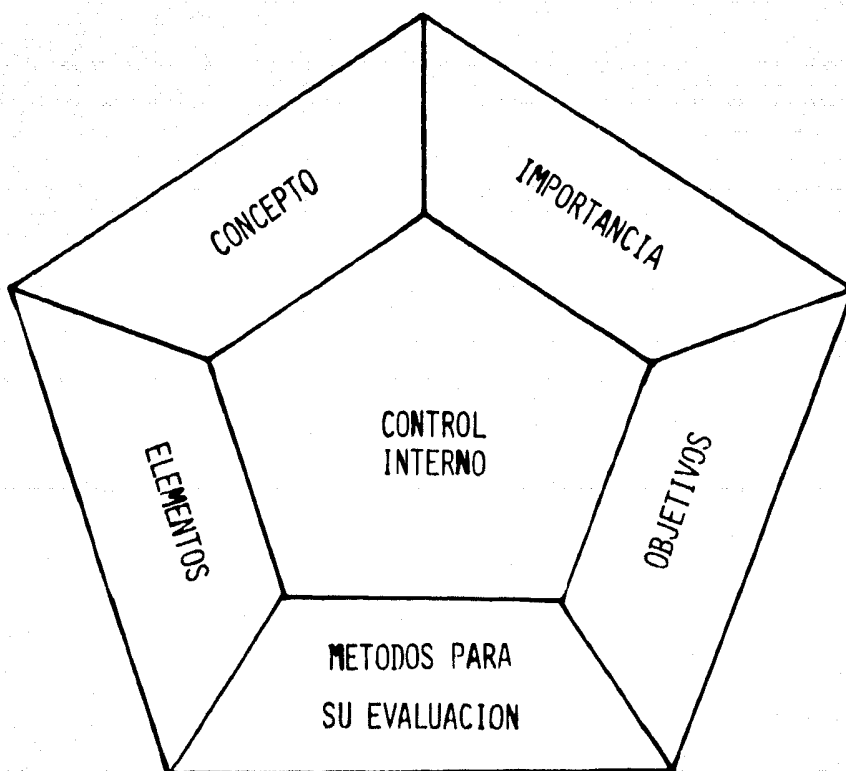 CONCEPTO
IMPORTANCIA
CONTROL
INTERNO
ELEMENTOS
OBJETIVOS
METODOS PARA
SU EVALUACION